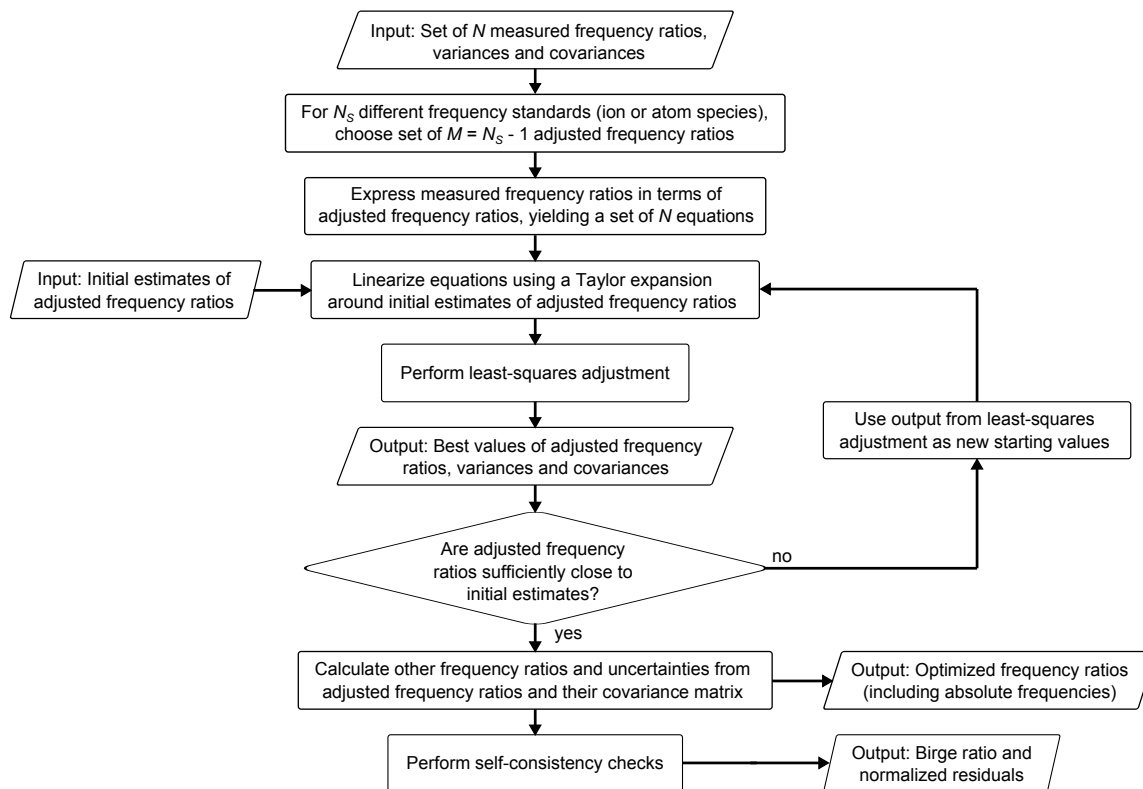 Input: Set of N measured frequency ratios,
variances and covariances
For NS different frequency standards (ion or atom species),
choose set of M = NS - 1 adjusted frequency ratios
Express measured frequency ratios in terms of
adjusted frequency ratios, yielding a set of N equations
Input: Initial estimates of
adjusted frequency ratios
Linearize equations using a Taylor expansion
around initial estimates of adjusted frequency ratios
Perform least-squares adjustment
Use output from least-squares
adjustment as new starting values
Output: Best values of adjusted frequency
ratios, variances and covariances
Are adjusted frequency
ratios sufficiently close to
initial estimates?
no
yes
Calculate other frequency ratios and uncertainties from
adjusted frequency ratios and their covariance matrix
Output: Optimized frequency ratios
(including absolute frequencies)
Perform self-consistency checks
Output: Birge ratio and
normalized residuals